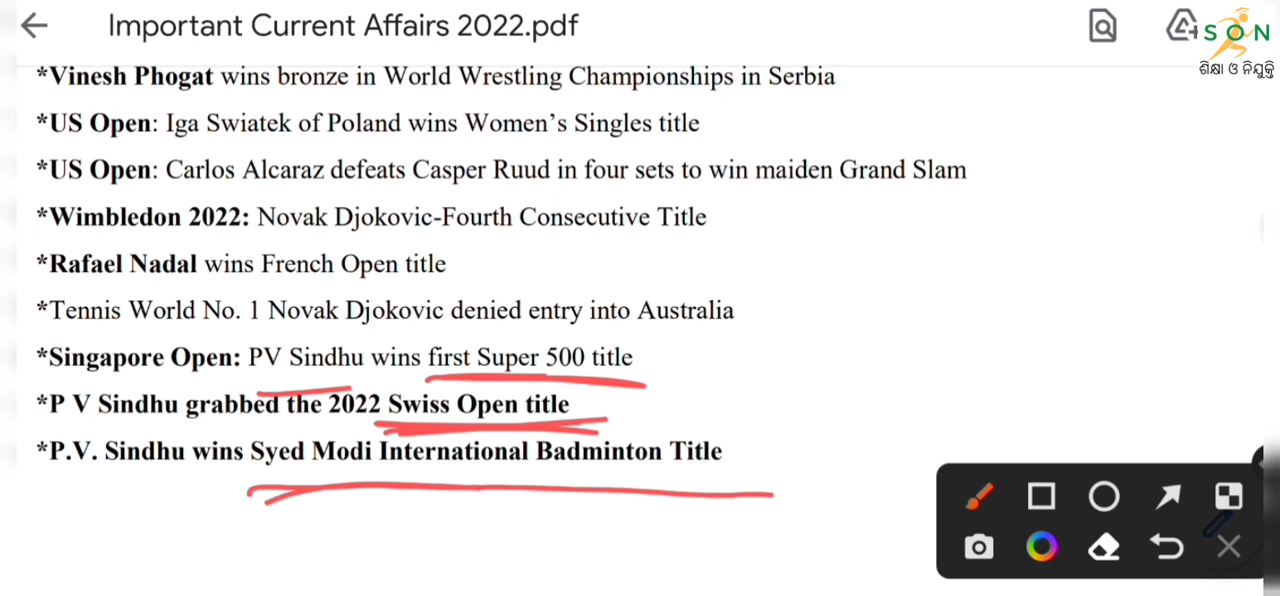 Important Current Affairs 2022.pdf
SON
ଶିକ୍ଷା ଓ ନିଯୁକ୍ତି
*Vinesh Phogat wins bronze in World Wrestling Championships in Serbia
*US Open: Iga Swiatek of Poland wins Women’s Singles title
*US Open: Carlos Alcaraz defeats Casper Ruud in four sets to win maiden Grand Slam
*Wimbledon 2022: Novak Djokovic-Fourth Consecutive Title
*Rafael Nadal wins French Open title
*Tennis World No. 1 Novak Djokovic denied entry into Australia
*Singapore Open: PV Sindhu wins first Super 500 title
*P V Sindhu grabbed the 2022 Swiss Open title
*P.V. Sindhu wins Syed Modi International Badminton Title